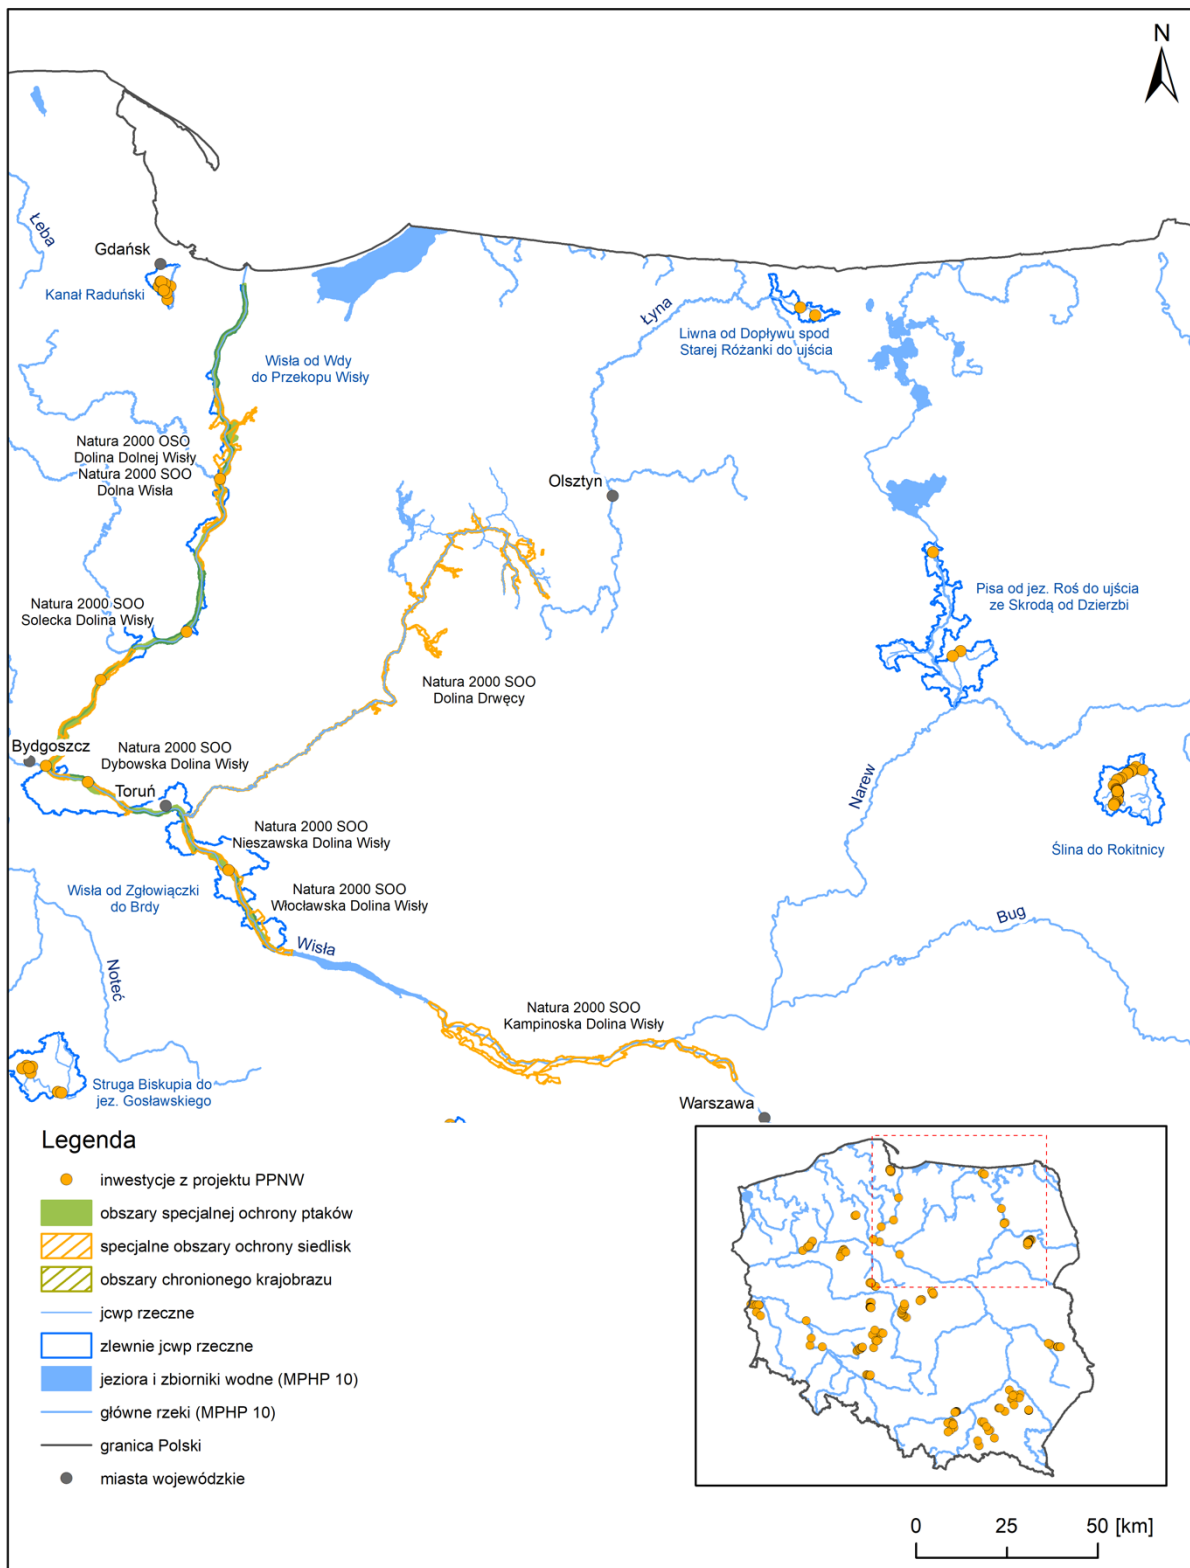 N
Łeba
Gdańsk
Kanał Raduński
Łyna
Liwna od Dopływu spod
Starej Różanki do ujścia
Wisła od Wdy
do Przekopu Wisły
Natura 2000 OSO
Dolina Dolnej Wisły
Natura 2000 SOO
Dolna Wisła
Olsztyn
Natura 2000 SOO
Solecka Dolina Wisły
Pisa od jez. Roś do ujścia
ze Skrodą od Dzierzbi
Natura 2000 SOO
Dolina Drwęcy
Bydgoszcz
Natura 2000 SOO
Dybowska Dolina Wisły
Toruń
Narew
Natura 2000 SOO
Nieszawska Dolina Wisły
Ślina do Rokitnicy
Wisła od Zgłowiączki
do Brdy
Natura 2000 SOO
Włocławska Dolina Wisły
Bug
Wisła
Noteć
Natura 2000 SOO
Kampinoska Dolina Wisły
Struga Biskupia do
jez. Gosławskiego
Warszawa
Legenda
inwestycje z projektu PPNW
obszary specjalnej ochrony ptaków
specjalne obszary ochrony siedlisk
obszary chronionego krajobrazu
jcwp rzeczne
zlewnie jcwp rzeczne
jeziora i zbiorniki wodne (MPHP 10)
główne rzeki (MPHP 10)
granica Polski
miasta wojewódzkie
0 25 50 [km]